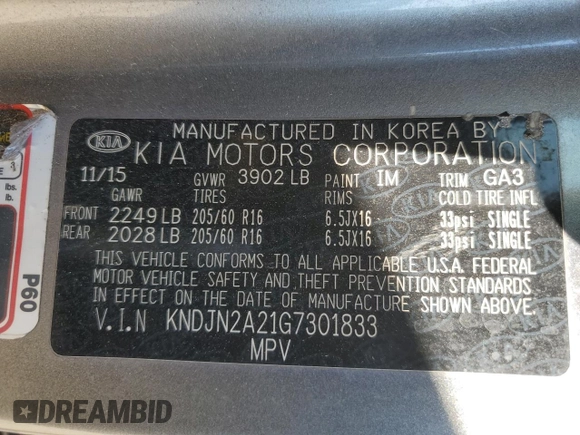 MANUFACTURED IN KOREA BY
KIA KIA MOTORS CORPORATION
11/15 GVWR 3902 LB PAINT IM TRIM GA3
GAWR TIRES RIMS COLD TIRE INFL
FRONT 2249 LB 205/60 R16 6.5JX16 33psi SINGLE
REAR 2028 LB 205/60 R16 6.5JX16 33psi SINGLE
THIS VEHICLE CONFORMS TO ALL APPLICABLE U.S.A. FEDERAL
MOTOR VEHICLE SAFETY AND THEFT PREVENTION STANDARDS
IN EFFECT ON THE DATE OF MANUFACTURE SHOWN ABOVE.
V.I.N KNDJN2A21G7301833
MPV
lbs.
lb.
P60
DREAMBID